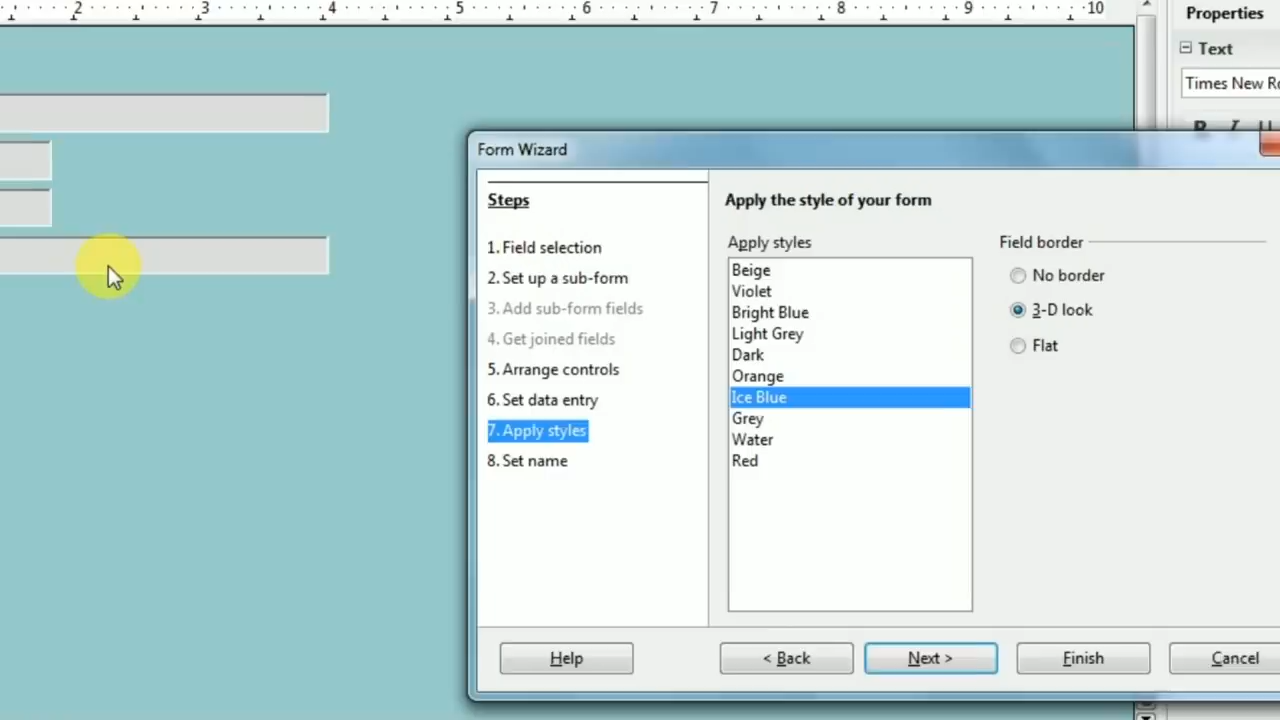 2 3 4 5 6 7 8 9 10
Properties
Text
Times New Ro
B I U
Form Wizard
Steps
1. Field selection
2. Set up a sub-form
3. Add sub-form fields
4. Get joined fields
5. Arrange controls
6. Set data entry
7. Apply styles
8. Set name
Apply the style of your form
Apply styles
Beige
Violet
Bright Blue
Light Grey
Dark
Orange
Ice Blue
Grey
Water
Red
Field border
No border
3-D look
Flat
Help
< Back
Next >
Finish
Cancel